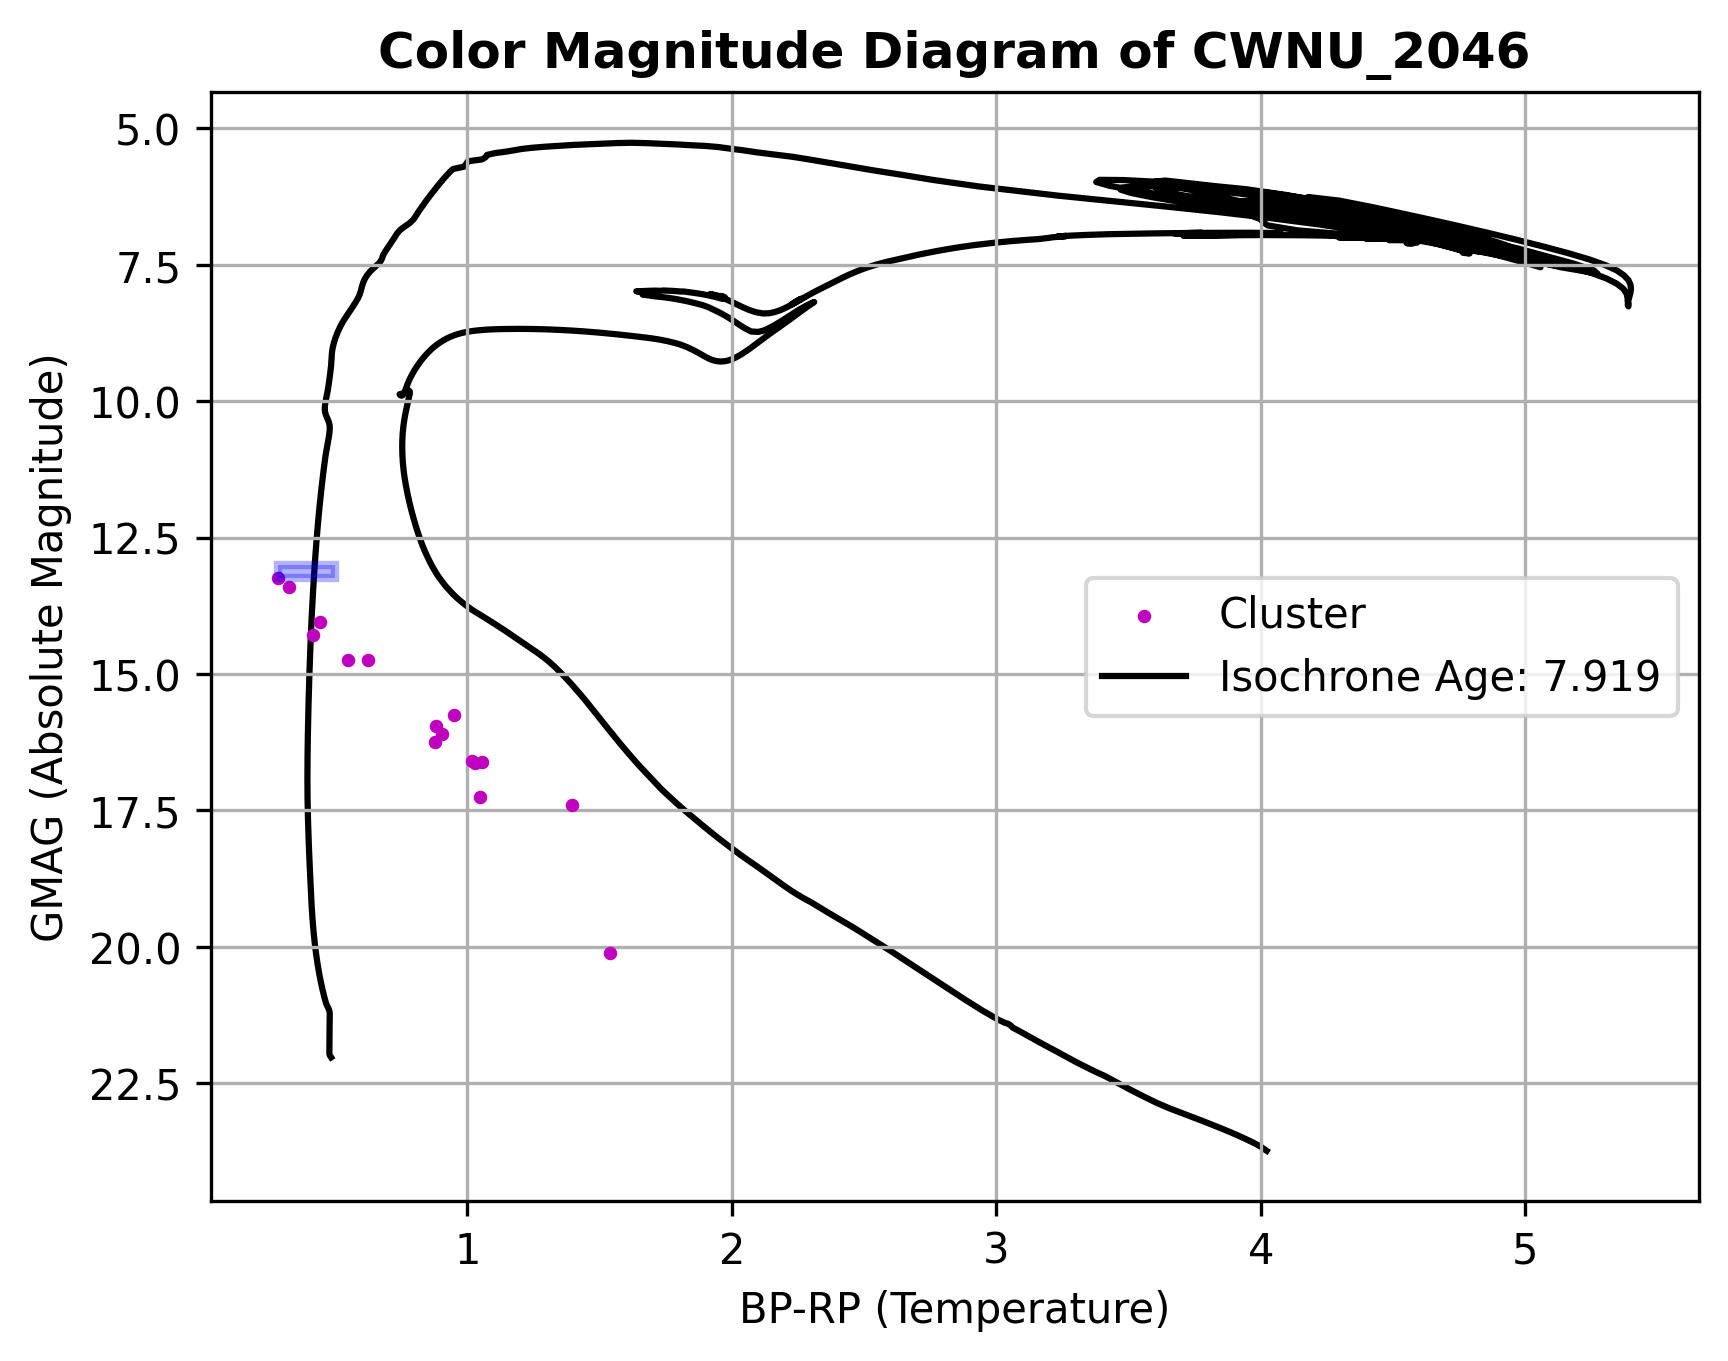 Color Magnitude Diagram of CWNU_2046
GMAG (Absolute Magnitude)
5.0
7.5
10.0
12.5
15.0
17.5
20.0
22.5
Cluster
Isochrone Age: 7.919
1
2
3
4
5
BP-RP (Temperature)